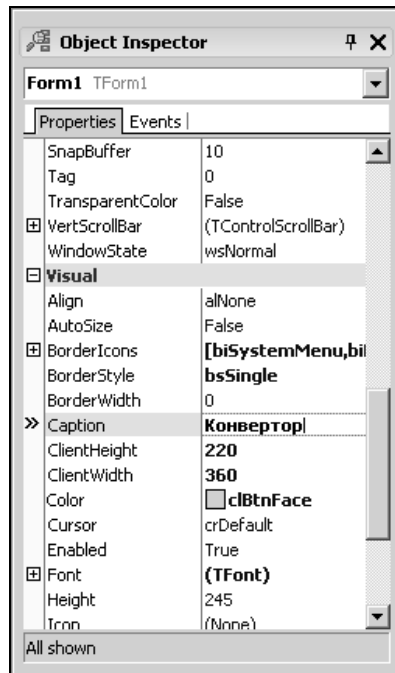 Object Inspector
Form1 TForm1
Properties Events
SnapBuffer 10
Tag 0
TransparentColor False
VertScrollBar (TControlScrollBar)
WindowState wsNormal
Visual
Align alNone
AutoSize False
BorderIcons [biSystemMenu,bil
BorderStyle bsSingle
BorderWidth 0
Caption Конвертор
ClientHeight 220
ClientWidth 360
Color clBtnFace
Cursor crDefault
Enabled True
Font (TFont)
Height 245
Icon (None)
All shown